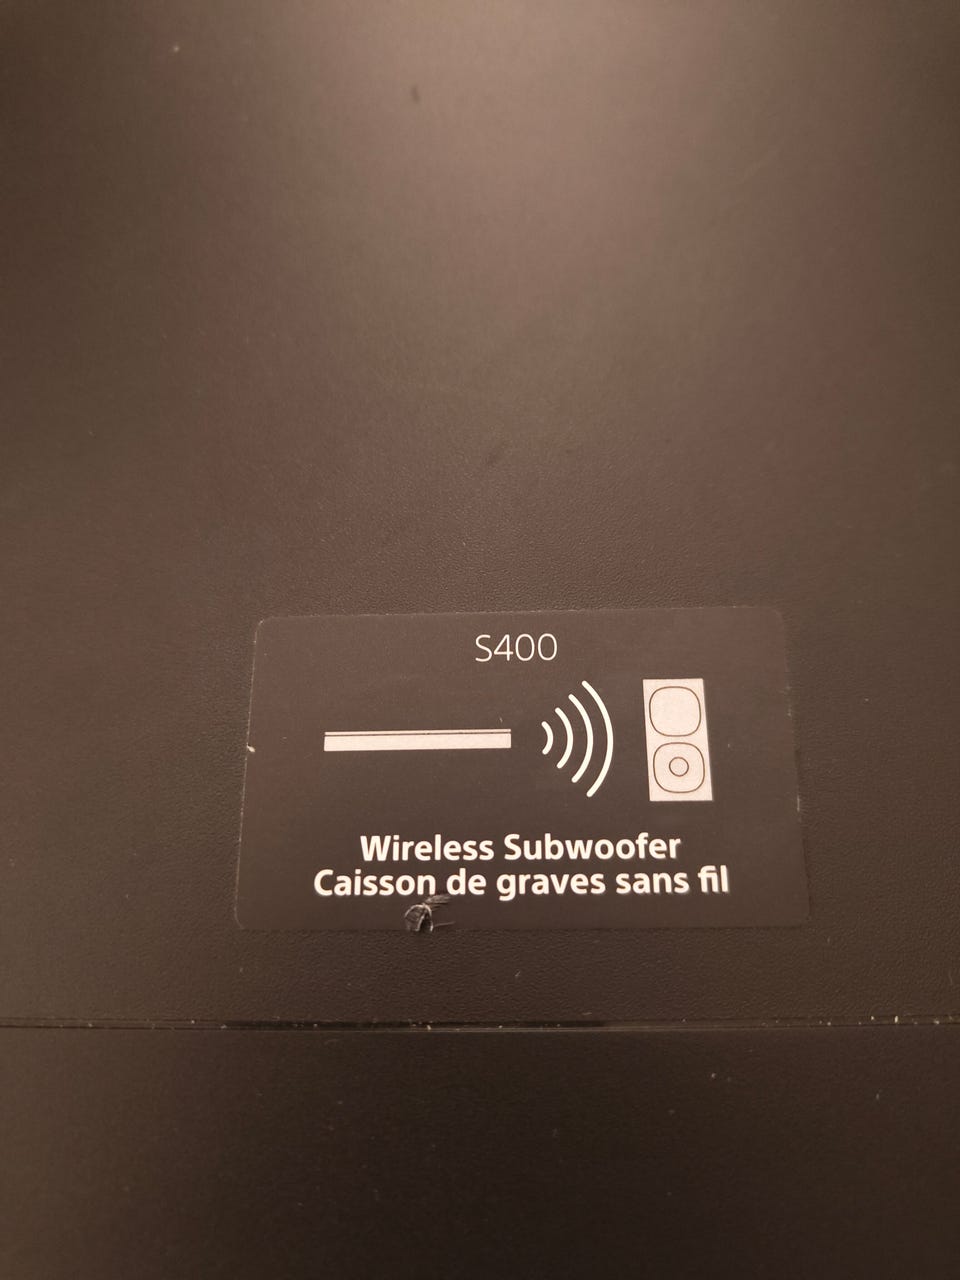 S400
Wireless Subwoofer
Caisson de graves sans fil